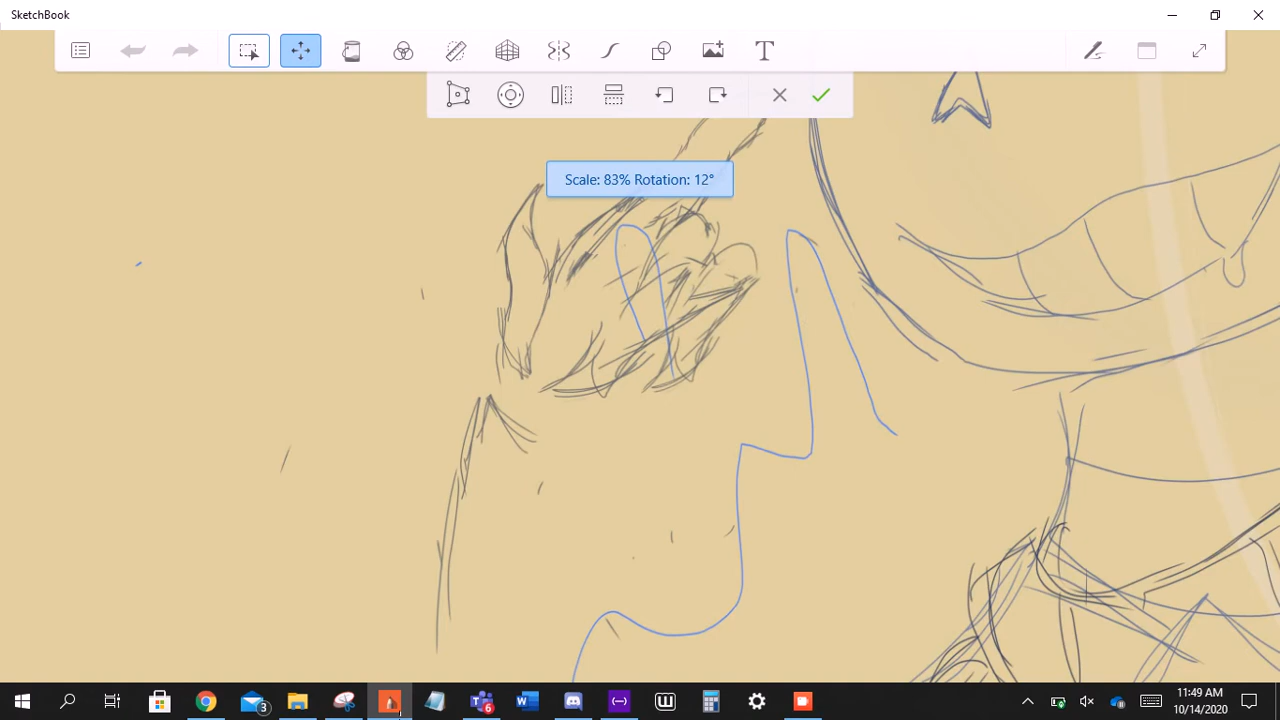 SketchBook
T
Scale: 83% Rotation: 12°
3
6
11:49 AM
10/14/2020